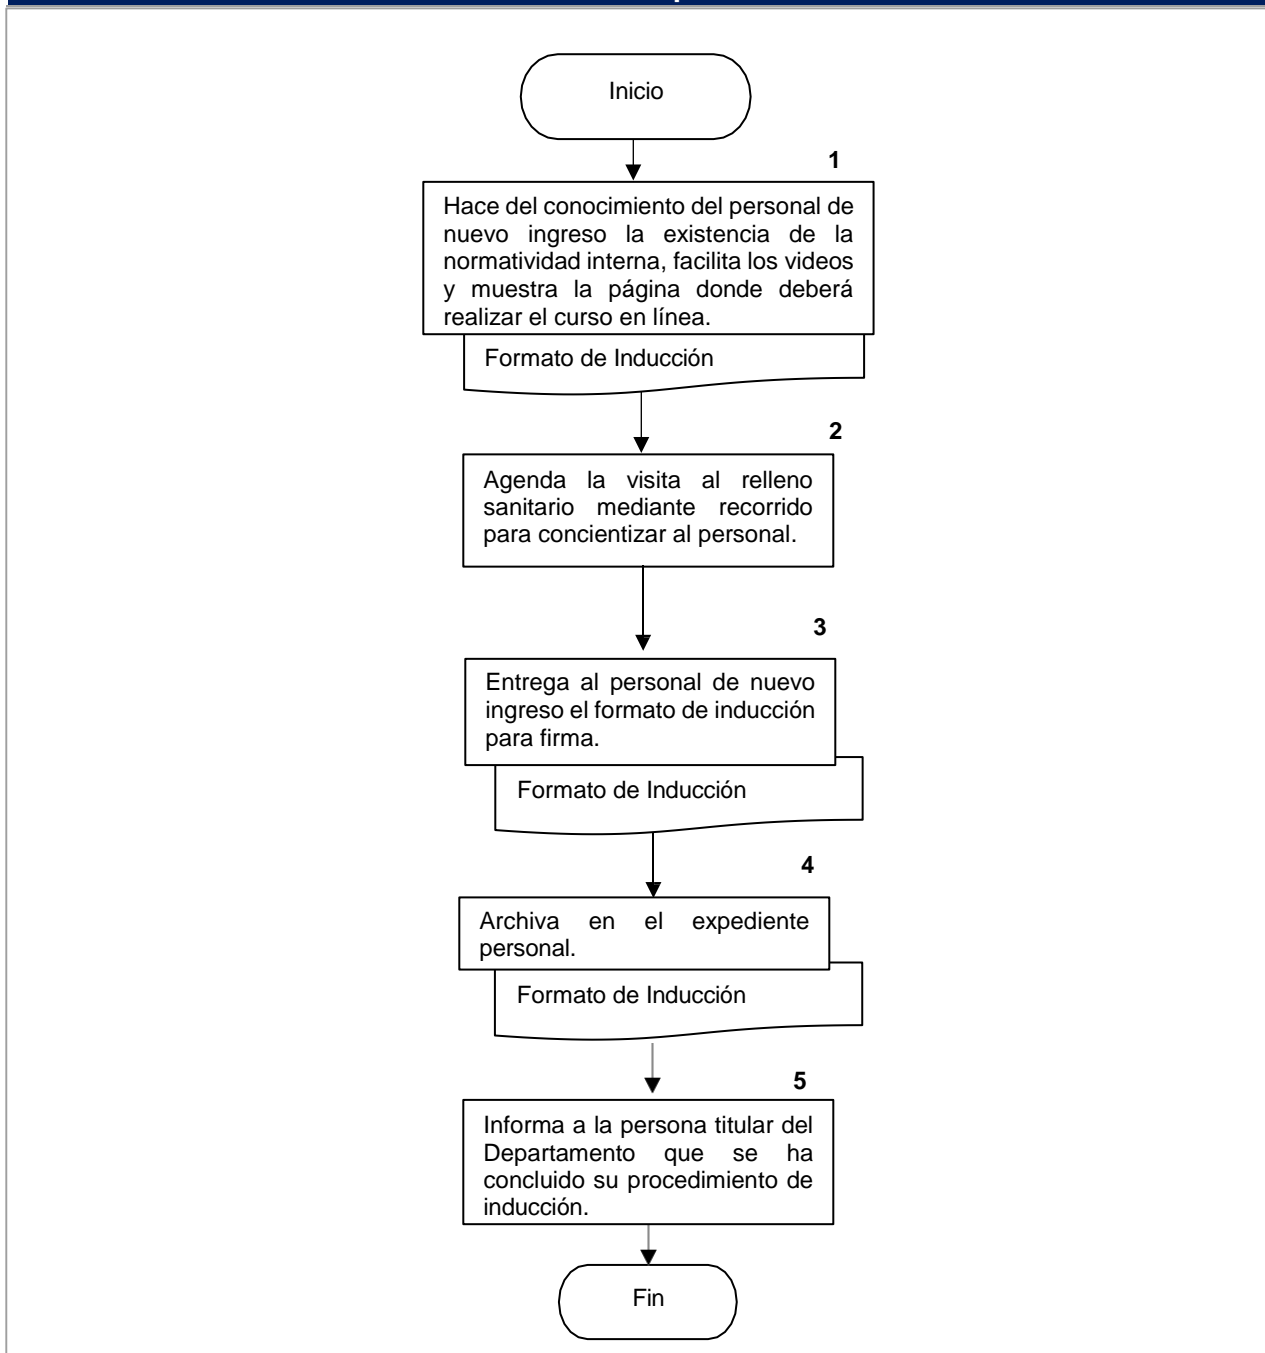 Inicio
1
Hace del conocimiento del personal de
nuevo ingreso la existencia de la
normatividad interna, facilita los videos
y muestra la página donde deberá
realizar el curso en línea.
Formato de Inducción
2
Agenda la visita al relleno
sanitario mediante recorrido
para concientizar al personal.
3
Entrega al personal de nuevo
ingreso el formato de inducción
para firma.
Formato de Inducción
4
Archiva en el expediente
personal.
Formato de Inducción
5
Informa a la persona titular del
Departamento que se ha
concluido su procedimiento de
inducción.
Fin